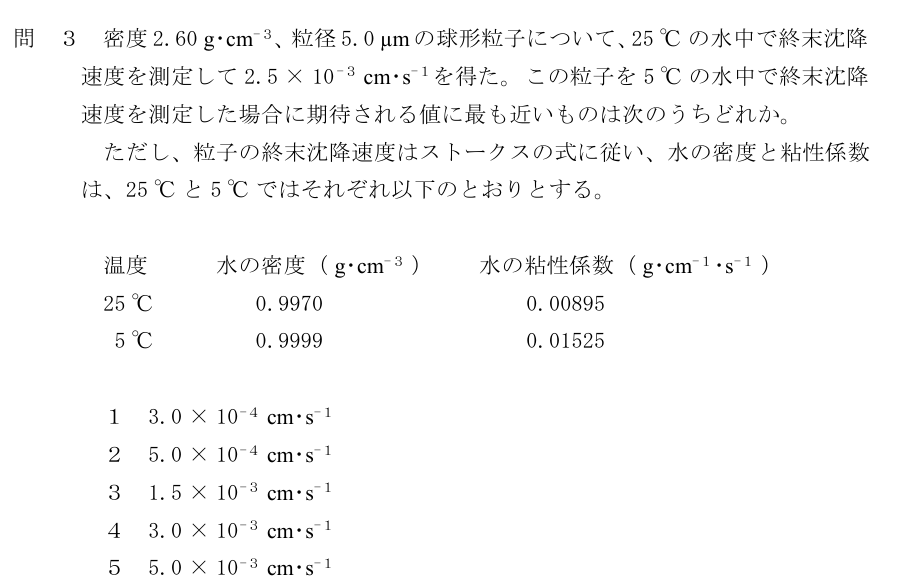 問 3 密度2.60 g・cm⁻³、粒径5.0 μmの球形粒子について、25 ℃ の水中で終末沈降
速度を測定して 2.5 × 10⁻³ cm・s⁻¹を得た。この粒子を 5 ℃ の水中で終末沈降
速度を測定した場合に期待される値に最も近いものは次のうちどれか。
ただし、粒子の終末沈降速度はストークスの式に従い、水の密度と粘性係数
は、25 ℃ と 5 ℃ ではそれぞれ以下のとおりとする。
温度 水の密度（ g・cm⁻³ ） 水の粘性係数（ g・cm⁻¹・s⁻¹ ）
25 ℃ 0.9970 0.00895
5 ℃ 0.9999 0.01525
1 3.0 × 10⁻⁴ cm・s⁻¹
2 5.0 × 10⁻⁴ cm・s⁻¹
3 1.5 × 10⁻³ cm・s⁻¹
4 3.0 × 10⁻³ cm・s⁻¹
5 5.0 × 10⁻³ cm・s⁻¹